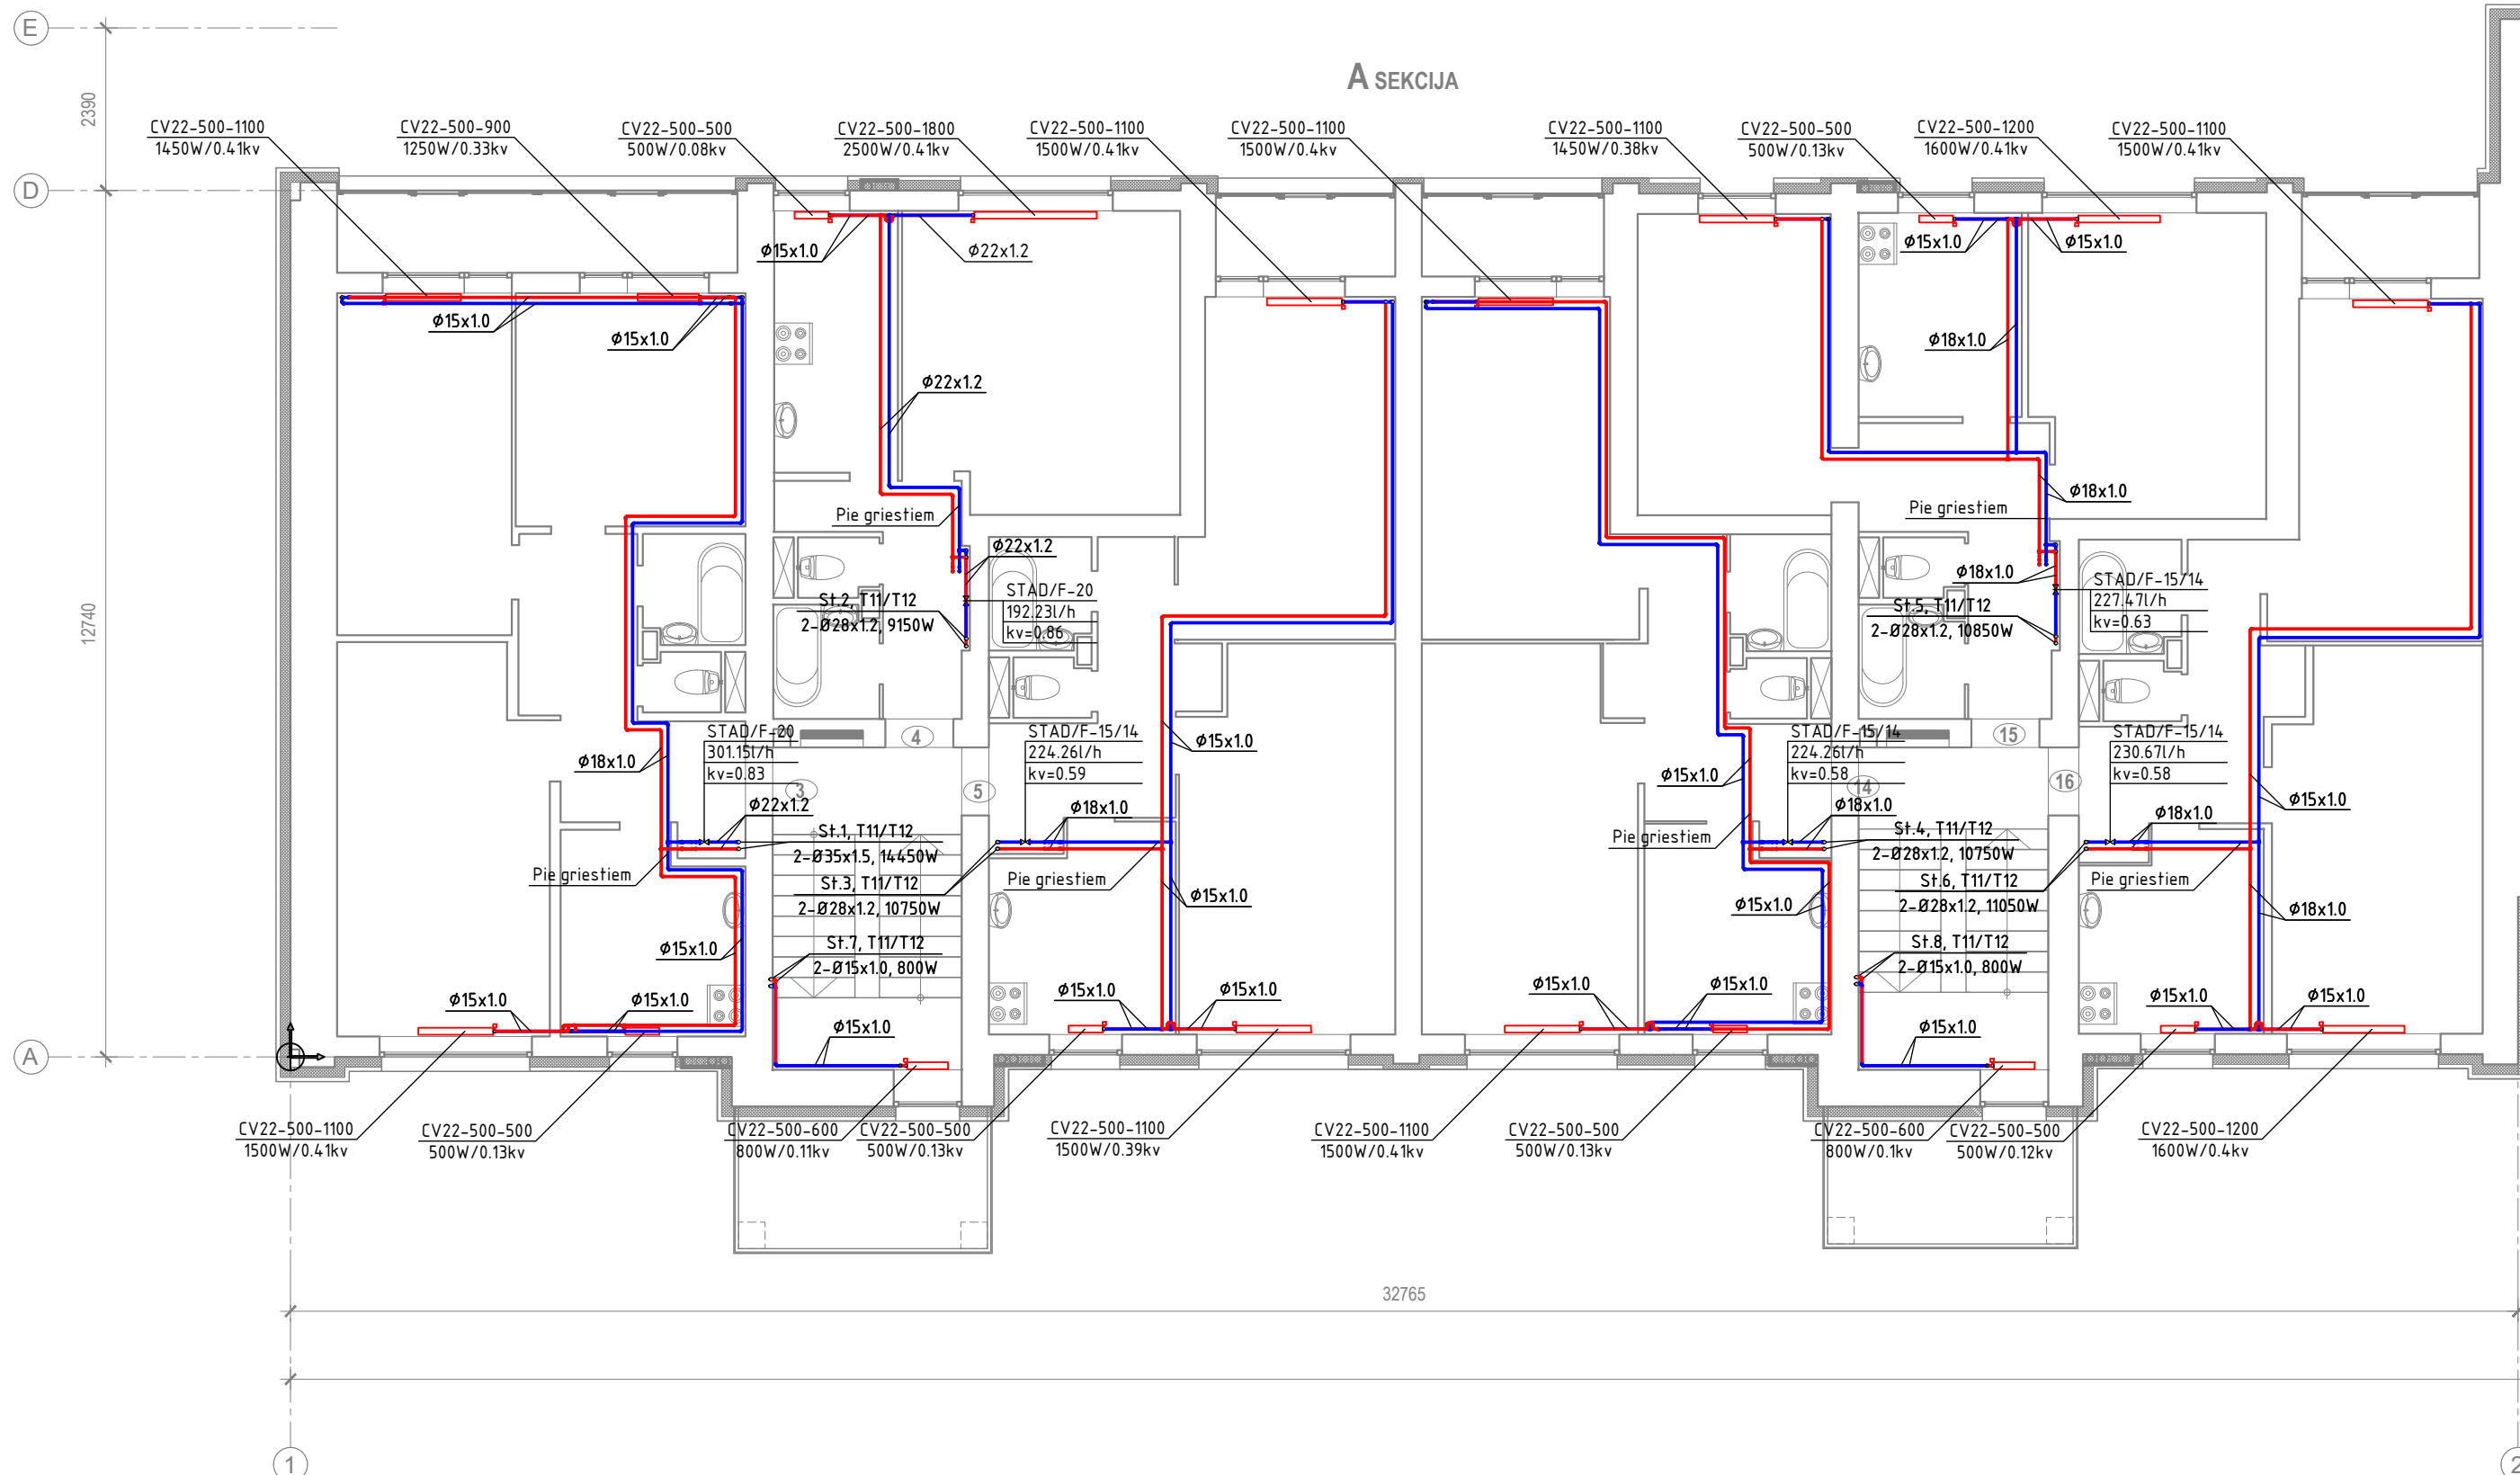 E
A SEKCIJA
2390
CV22-500-1100
1450W/0.41kv
CV22-500-900
1250W/0.33kv
CV22-500-500
500W/0.08kv
CV22-500-1800
2500W/0.41kv
CV22-500-1100
1500W/0.41kv
CV22-500-1100
1500W/0.4kv
CV22-500-1100
1450W/0.38kv
CV22-500-500
500W/0.13kv
CV22-500-1200
1600W/0.41kv
CV22-500-1100
1500W/0.41kv
D
ϕ15x1.0
ϕ22x1.2
ϕ15x1.0
ϕ15x1.0
ϕ15x1.0
ϕ15x1.0
ϕ18x1.0
ϕ22x1.2
Pie griestiem
ϕ18x1.0
Pie griestiem
ϕ22x1.2
ϕ18x1.0
12740
STAD/F-20
192.23l/h
kv=0.86
STAD/F-15/14
227.47l/h
kv=0.63
St.2, T11/T12
2-Ø28x1.2, 9150W
St.5, T11/T12
2-Ø28x1.2, 10850W
STAD/F-20
301.15l/h
kv=0.83
4
STAD/F-15/14
224.26l/h
kv=0.59
STAD/F-15/14
224.26l/h
kv=0.58
15
STAD/F-15/14
230.67l/h
kv=0.58
ϕ18x1.0
ϕ15x1.0
ϕ15x1.0
3
5
14
16
ϕ15x1.0
ϕ22x1.2
ϕ18x1.0
ϕ18x1.0
ϕ18x1.0
St.1, T11/T12
2-Ø35x1.5, 14450W
St.4, T11/T12
2-Ø28x1.2, 10750W
Pie griestiem
Pie griestiem
Pie griestiem
Pie griestiem
St.3, T11/T12
2-Ø28x1.2, 10750W
St.6, T11/T12
2-Ø28x1.2, 11050W
ϕ15x1.0
ϕ15x1.0
ϕ18x1.0
ϕ15x1.0
St.7, T11/T12
2-Ø15x1.0, 800W
St.8, T11/T12
2-Ø15x1.0, 800W
ϕ15x1.0
ϕ15x1.0
ϕ15x1.0
ϕ15x1.0
ϕ15x1.0
ϕ15x1.0
ϕ15x1.0
ϕ15x1.0
ϕ15x1.0
ϕ15x1.0
A
CV22-500-1100
1500W/0.41kv
CV22-500-500
500W/0.13kv
CV22-500-600
800W/0.11kv
CV22-500-500
500W/0.13kv
CV22-500-1100
1500W/0.39kv
CV22-500-1100
1500W/0.41kv
CV22-500-500
500W/0.13kv
CV22-500-600
800W/0.1kv
CV22-500-500
500W/0.12kv
CV22-500-1200
1600W/0.4kv
32765
1
2